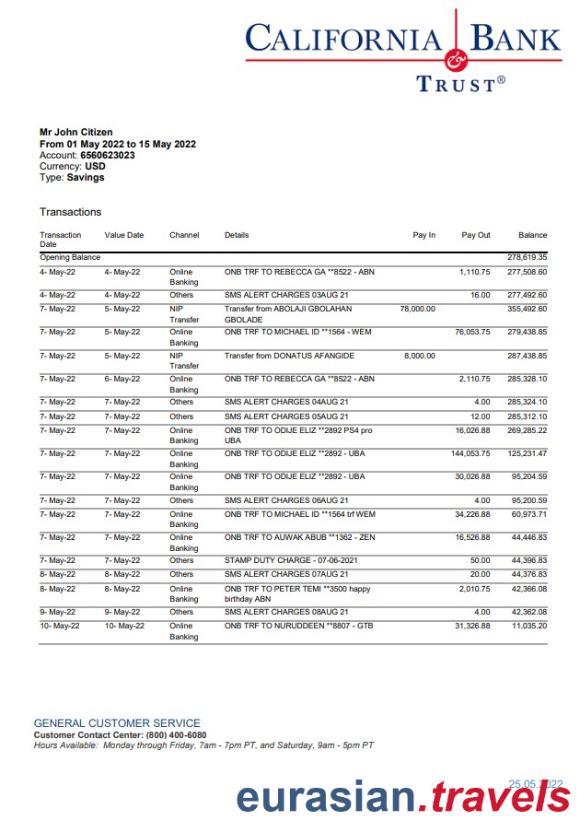 CALIFORNIA BANK
& TRUST®
Mr John Citizen
From 01 May 2022 to 15 May 2022
Account: 6560623023
Currency: USD
Type: Savings
Transactions
Transaction Date Value Date Channel Details Pay In Pay Out Balance
Opening Balance 278,619.35
4- May-22 4- May-22 Online Banking ONB TRF TO REBECCA GA **8522 - ABN 1,110.75 277,508.60
4- May-22 4- May-22 Others SMS ALERT CHARGES 03AUG 21 16.00 277,492.60
7- May-22 5- May-22 NIP Transfer Transfer from ABOLAJI GBOLAHAN GBOLADE 78,000.00 355,492.60
7- May-22 5- May-22 Online Banking ONB TRF TO MICHAEL ID **1564 - WEM 76,053.75 279,438.85
7- May-22 5- May-22 NIP Transfer Transfer from DONATUS AFANGIDE 8,000.00 287,438.85
7- May-22 6- May-22 Online Banking ONB TRF TO REBECCA GA **8522 - ABN 2,110.75 285,328.10
7- May-22 7- May-22 Others SMS ALERT CHARGES 04AUG 21 4.00 285,324.10
7- May-22 7- May-22 Others SMS ALERT CHARGES 05AUG 21 12.00 285,312.10
7- May-22 7- May-22 Online Banking ONB TRF TO ODIJE ELIZ **2892 PS4 pro UBA 16,026.88 269,285.22
7- May-22 7- May-22 Online Banking ONB TRF TO ODIJE ELIZ **2892 - UBA 144,053.75 125,231.47
7- May-22 7- May-22 Online Banking ONB TRF TO ODIJE ELIZ **2892 - UBA 30,026.88 95,204.59
7- May-22 7- May-22 Others SMS ALERT CHARGES 06AUG 21 4.00 95,200.59
7- May-22 7- May-22 Online Banking ONB TRF TO MICHAEL ID **1564 trf WEM 34,226.88 60,973.71
7- May-22 7- May-22 Online Banking ONB TRF TO AUWAK ABUB **1362 - ZEN 16,526.88 44,446.83
7- May-22 7- May-22 Others STAMP DUTY CHARGE - 07-06-2021 50.00 44,396.83
8- May-22 8- May-22 Others SMS ALERT CHARGES 07AUG 21 20.00 44,376.83
8- May-22 8- May-22 Online Banking ONB TRF TO PETER TEMI **3500 happy birthday ABN 2,010.75 42,366.08
9- May-22 9- May-22 Others SMS ALERT CHARGES 08AUG 21 4.00 42,362.08
10- May-22 10- May-22 Online Banking ONB TRF TO NURUDDEEN **8807 - GTB 31,326.88 11,035.20
GENERAL CUSTOMER SERVICE
Customer Contact Center: (800) 400-6080
Hours Available: Monday through Friday, 7am - 7pm PT, and Saturday, 9am - 5pm PT
25.05.2022
eurasian.travels